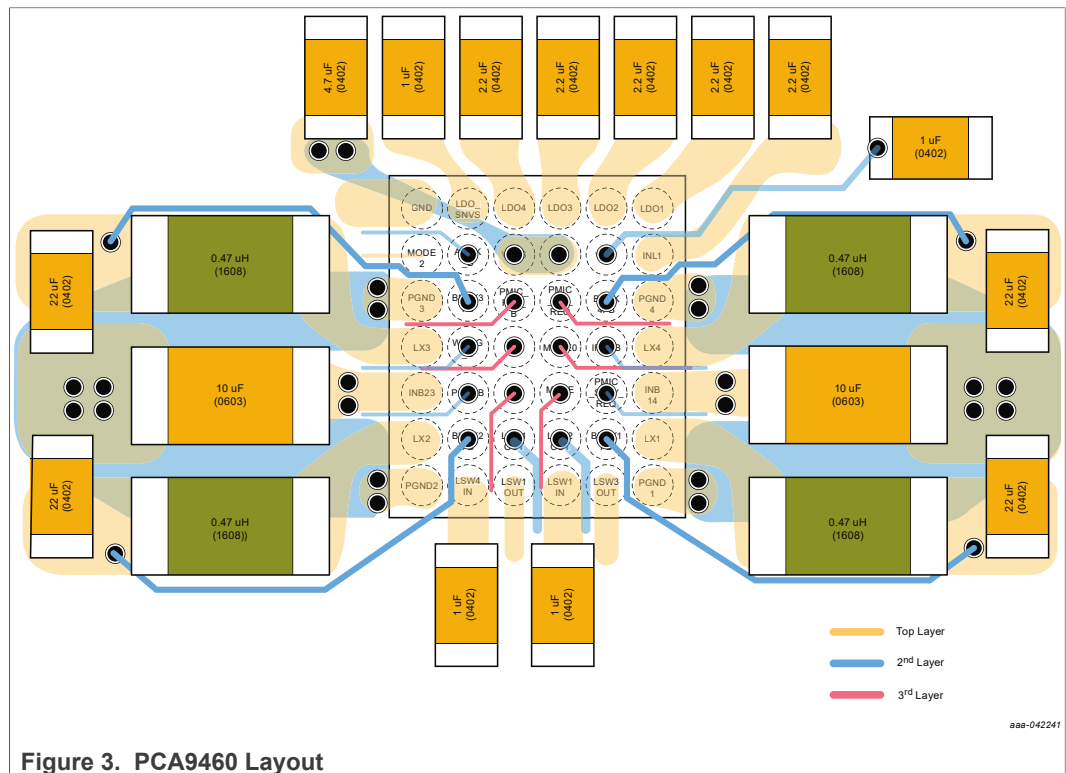 4.7 uF
(0402)
1 uF
(0402)
2.2 uF
(0402)
2.2 uF
(0402)
2.2 uF
(0402)
2.2 uF
(0402)
2.2 uF
(0402)
1 uF
(0402)
GND
LDO_
SNVS
LDO4
LDO3
LDO2
LDO1
MODE
2
INL1
22 uF
(0402)
0.47 uH
(1608)
PGND
3
PMIC_
B
PMIC
REQ
PGND
4
0.47 uH
(1608)
22 uF
(0402)
LX3
LX4
10 uF
(0603)
INB23
PMIC
REQ
INB
14
10 uF
(0603)
LX2
LX1
22 uF
(0402)
0.47 uH
(1608))
PGND2
LSW4
IN
LSW1
OUT
LSW1
IN
LSW3
OUT
PGND
1
0.47 uH
(1608)
22 uF
(0402)
1 uF
(0402)
1 uF
(0402)
Top Layer
2nd Layer
3rd Layer
aaa-042241
Figure 3. PCA9460 Layout